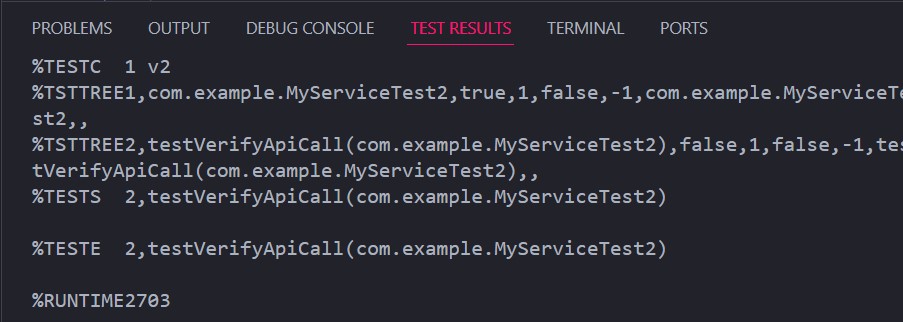 PROBLEMS OUTPUT DEBUG CONSOLE TEST RESULTS TERMINAL PORTS
%TESTC  1 v2
%TSTTREE1,com.example.MyServiceTest2,true,1,false,-1,com.example.MyServiceTe
st2,,
%TSTTREE2,testVerifyApiCall(com.example.MyServiceTest2),false,1,false,-1,tes
tVerifyApiCall(com.example.MyServiceTest2),,
%TESTS  2,testVerifyApiCall(com.example.MyServiceTest2)
%TESTE  2,testVerifyApiCall(com.example.MyServiceTest2)
%RUNTIME2703